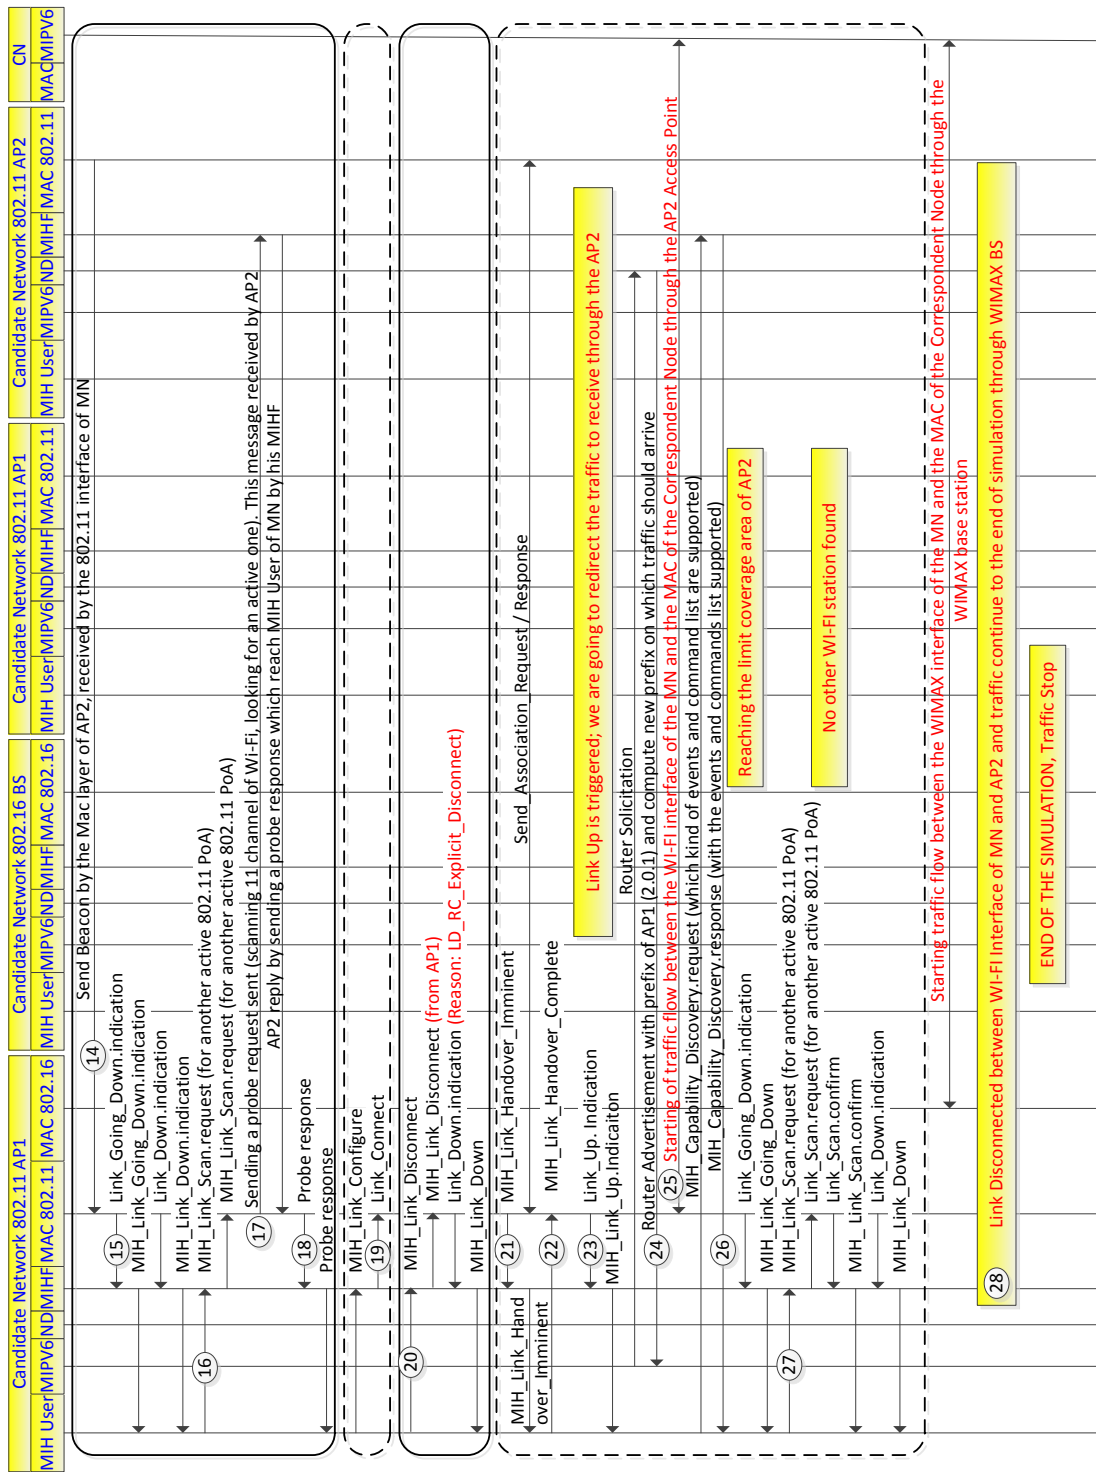 Candidate Network 802.11 AP1
Candidate Network 802.16 BS
Candidate Network 802.11 AP1
Candidate Network 802.11 AP2
CN
MIH User
MIPV6
ND
MIHF
MAC 802.11
MAC 802.16
MIH User
MIPV6
ND
MIHF
MAC 802.16
MIH User
MIPV6
ND
MIHF
MAC 802.11
MIH User
MIPV6
ND
MIHF
MAC 802.11
MAC
MIPV6
Send Beacon by the Mac layer of AP2, received by the 802.11 interface of MN
14
15
Link_Going_Down.indication
MIH_Link_Going_Down.indication
Link_Down.indication
MIH_Link_Down.indication
16
MIH_Link_Scan.request (for another active 802.11 PoA)
MIH_Link_Scan.request (for another active 802.11 PoA)
17
Sending a probe request sent (scanning 11 channel of Wi-Fi, looking for an active one). This message received by AP2
AP2 reply by sending a probe response which reach MIH User of MN by his MIHF
18
Probe response
Probe response
MIH_Link_Configure
19
Link_Connect
20
MIH_Link_Disconnect
MIH_Link_Disconnect (from AP1)
Link_Down.indication (Reason: LD_RC_Explicit_Disconnect)
MIH_Link_Down
21
MIH_Link_Handover_Imminent
MIH_Link_Hand
over_Imminent
Send_Association_Request / Response
22
MIH_Link_Handover_Complete
23
Link_Up. Indication
Link Up is triggered; we are going to redirect the traffic to receive through the AP2
MIH_Link_Up.Indicaiton
Router Solicitation
24
Router Advertisement with prefix of AP1 (2.0.1) and compute new prefix on which traffic should arrive
25
Starting of traffic flow between the WI-FI interface of the MN and the MAC of the Correspondent Node through the AP2 Access Point
MIH_Capability_Discovery.request (which kind of events and command list are supported)
26
MIH_Capability_Discovery.response (with the events and commands list supported)
Link_Going_Down.indication
Reaching the limit coverage area of AP2
MIH_Link_Going_Down
27
MIH_Link_Scan.request (for another active 802.11 PoA)
Link_Scan.request (for another active 802.11 PoA)
No other WI-FI station found
Link_Scan.confirm
MIH_Link_Scan.confirm
Link_Down.indication
MIH_Link_Down
Starting traffic flow between the WIMAX interface of the MN and the MAC of the Correspondent Node through the
WIMAX base station
28
Link Disconnected between WI-FI Interface of MN and AP2 and traffic continue to the end of simulation through WIMAX BS
END OF THE SIMULATION, Traffic Stop